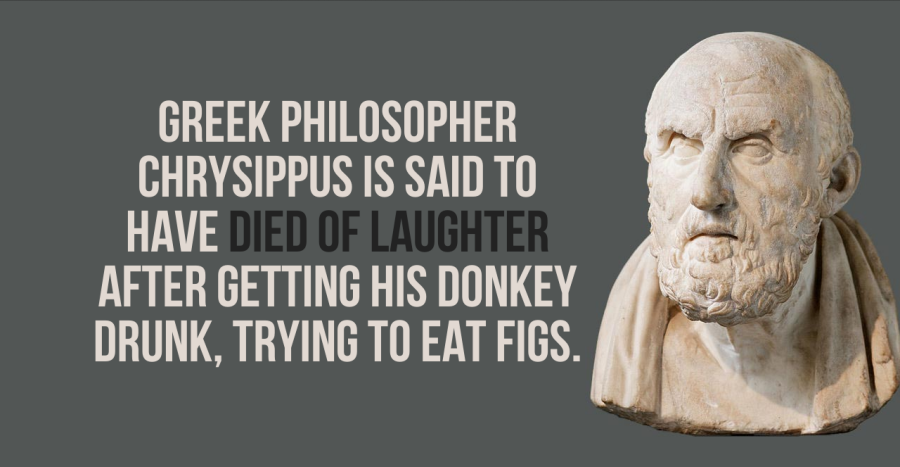 GREEK PHILOSOPHER
CHRYSIPPUS IS SAID TO
HAVE DIED OF LAUGHTER
AFTER GETTING HIS DONKEY
DRUNK, TRYING TO EAT FIGS.